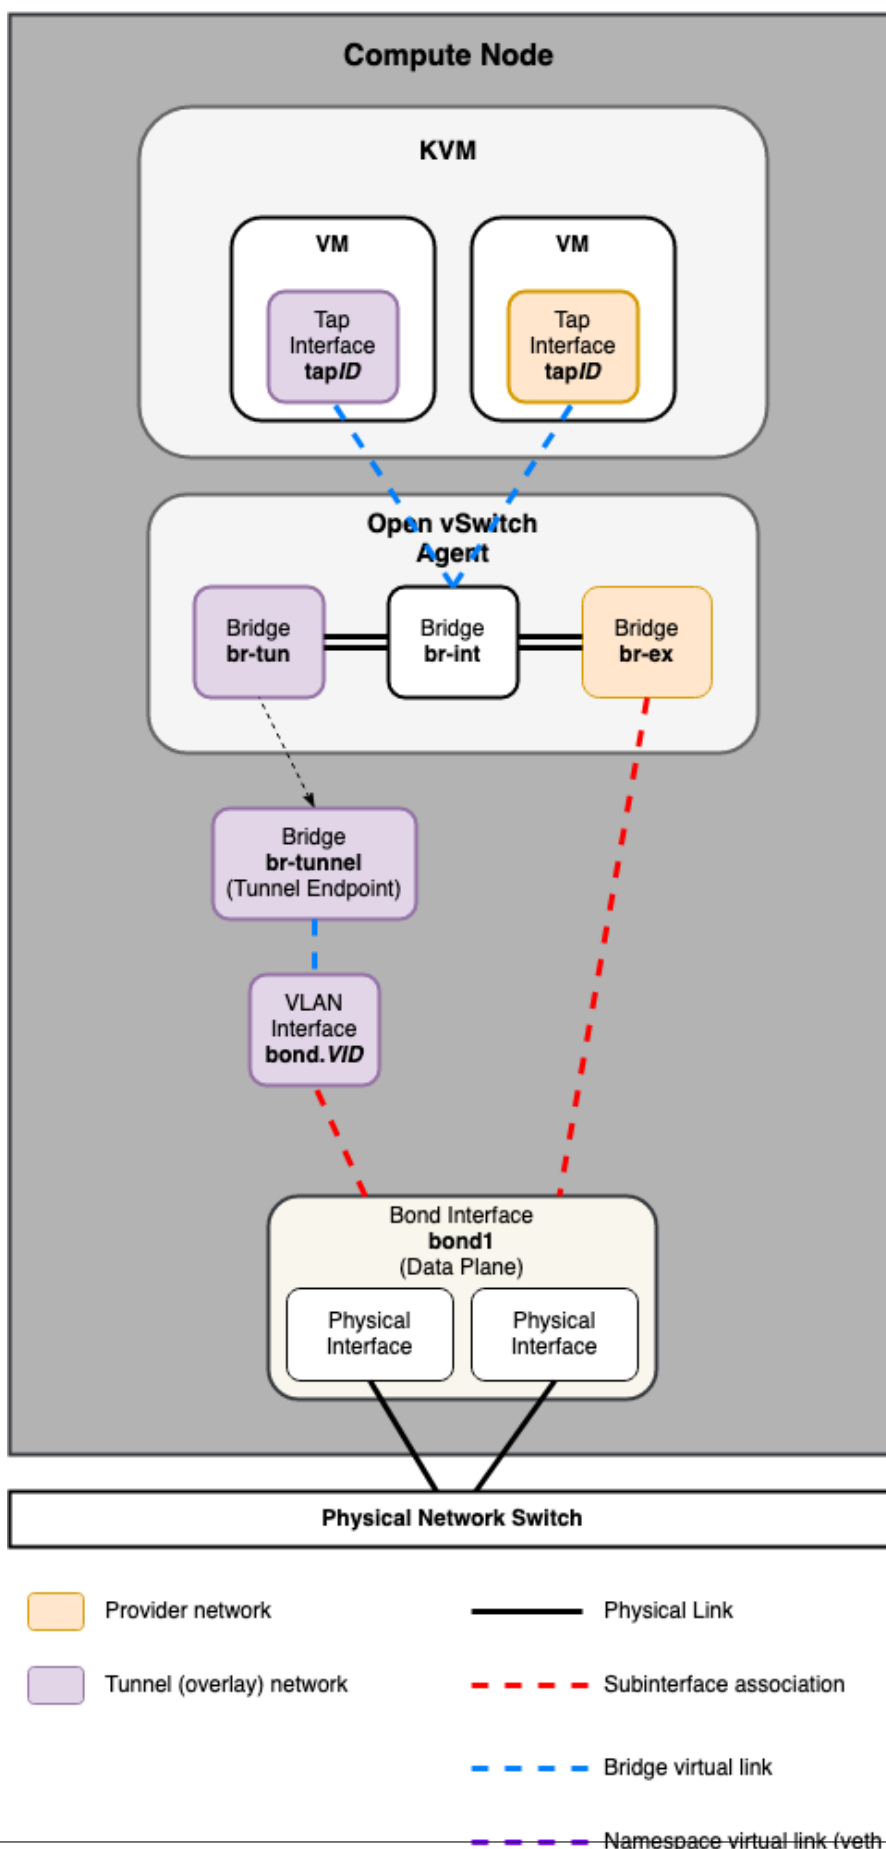 Compute Node
KVM
VM
Tap
Interface
tapID
VM
Tap
Interface
tapID
Open vSwitch
Agent
Bridge
br-tun
Bridge
br-int
Bridge
br-ex
Bridge
br-tunnel
(Tunnel Endpoint)
VLAN
Interface
bond.VID
Bond Interface
bond1
(Data Plane)
Physical
Interface
Physical
Interface
Physical Network Switch
Provider network
Physical Link
Tunnel (overlay) network
Subinterface association
Bridge virtual link
Namespace virtual link (veth